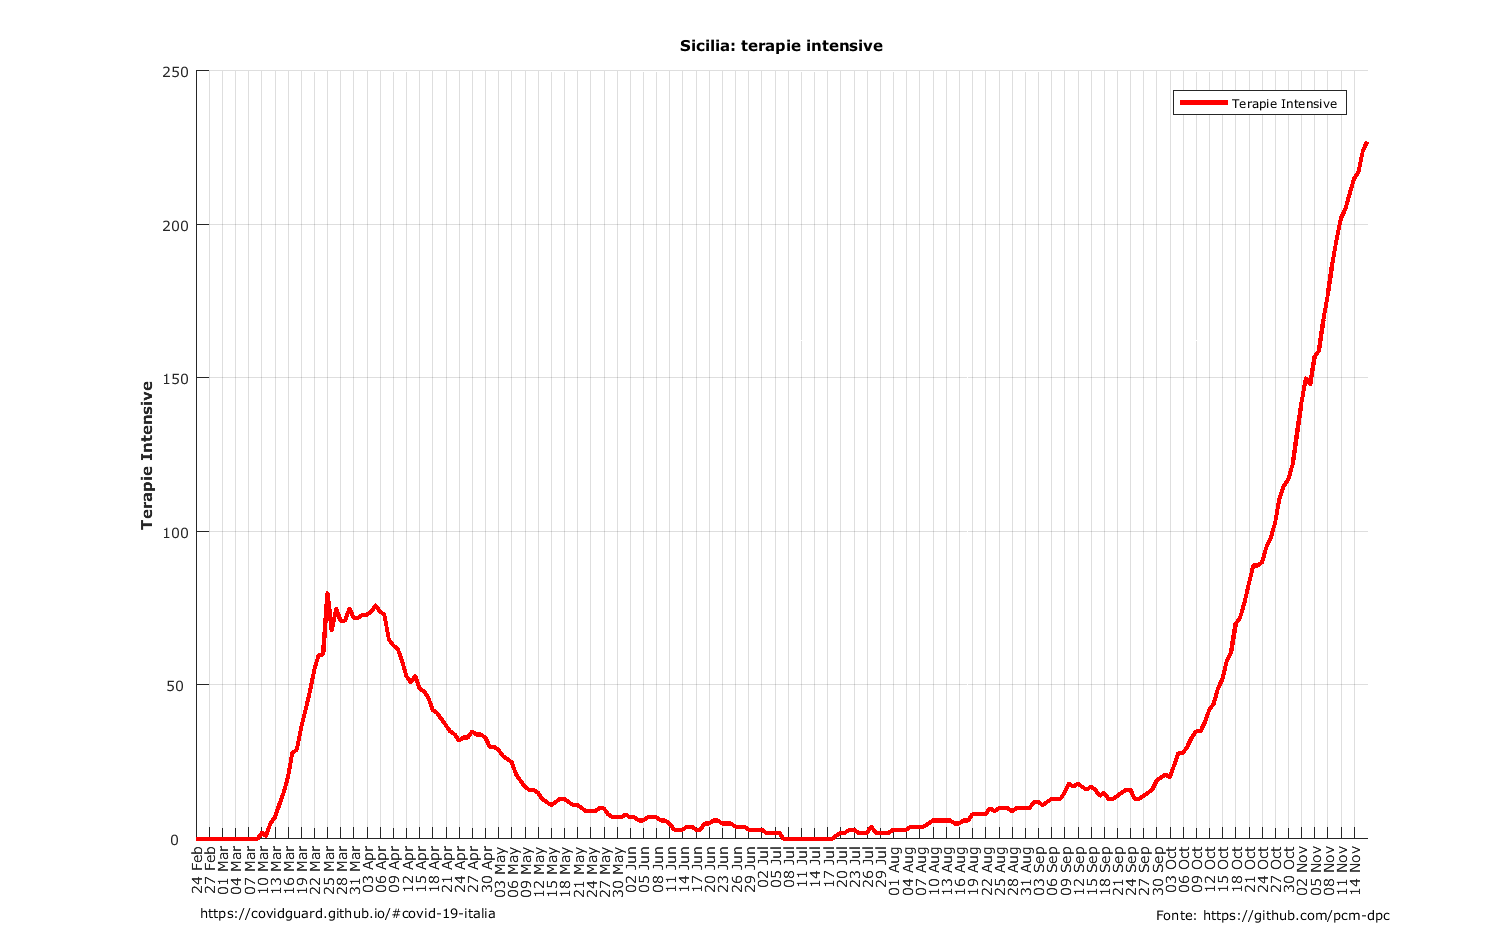 Sicilia: terapie intensive
250
200
150
100
50
0
Terapie Intensive
Terapie Intensive
24 Feb
27 Feb
01 Mar
04 Mar
07 Mar
10 Mar
13 Mar
16 Mar
19 Mar
22 Mar
25 Mar
28 Mar
31 Mar
03 Apr
06 Apr
09 Apr
12 Apr
15 Apr
18 Apr
21 Apr
24 Apr
27 Apr
30 Apr
03 May
06 May
09 May
12 May
15 May
18 May
21 May
24 May
27 May
30 May
02 Jun
05 Jun
08 Jun
11 Jun
14 Jun
17 Jun
20 Jun
23 Jun
26 Jun
29 Jun
02 Jul
05 Jul
08 Jul
11 Jul
14 Jul
17 Jul
20 Jul
23 Jul
26 Jul
29 Jul
01 Aug
04 Aug
07 Aug
10 Aug
13 Aug
16 Aug
19 Aug
22 Aug
25 Aug
28 Aug
31 Aug
03 Sep
06 Sep
09 Sep
12 Sep
15 Sep
18 Sep
21 Sep
24 Sep
27 Sep
30 Sep
03 Oct
06 Oct
09 Oct
12 Oct
15 Oct
18 Oct
21 Oct
24 Oct
27 Oct
30 Oct
02 Nov
05 Nov
08 Nov
11 Nov
14 Nov
https://covidguard.github.io/#covid-19-italia
Fonte: https://github.com/pcm-dpc